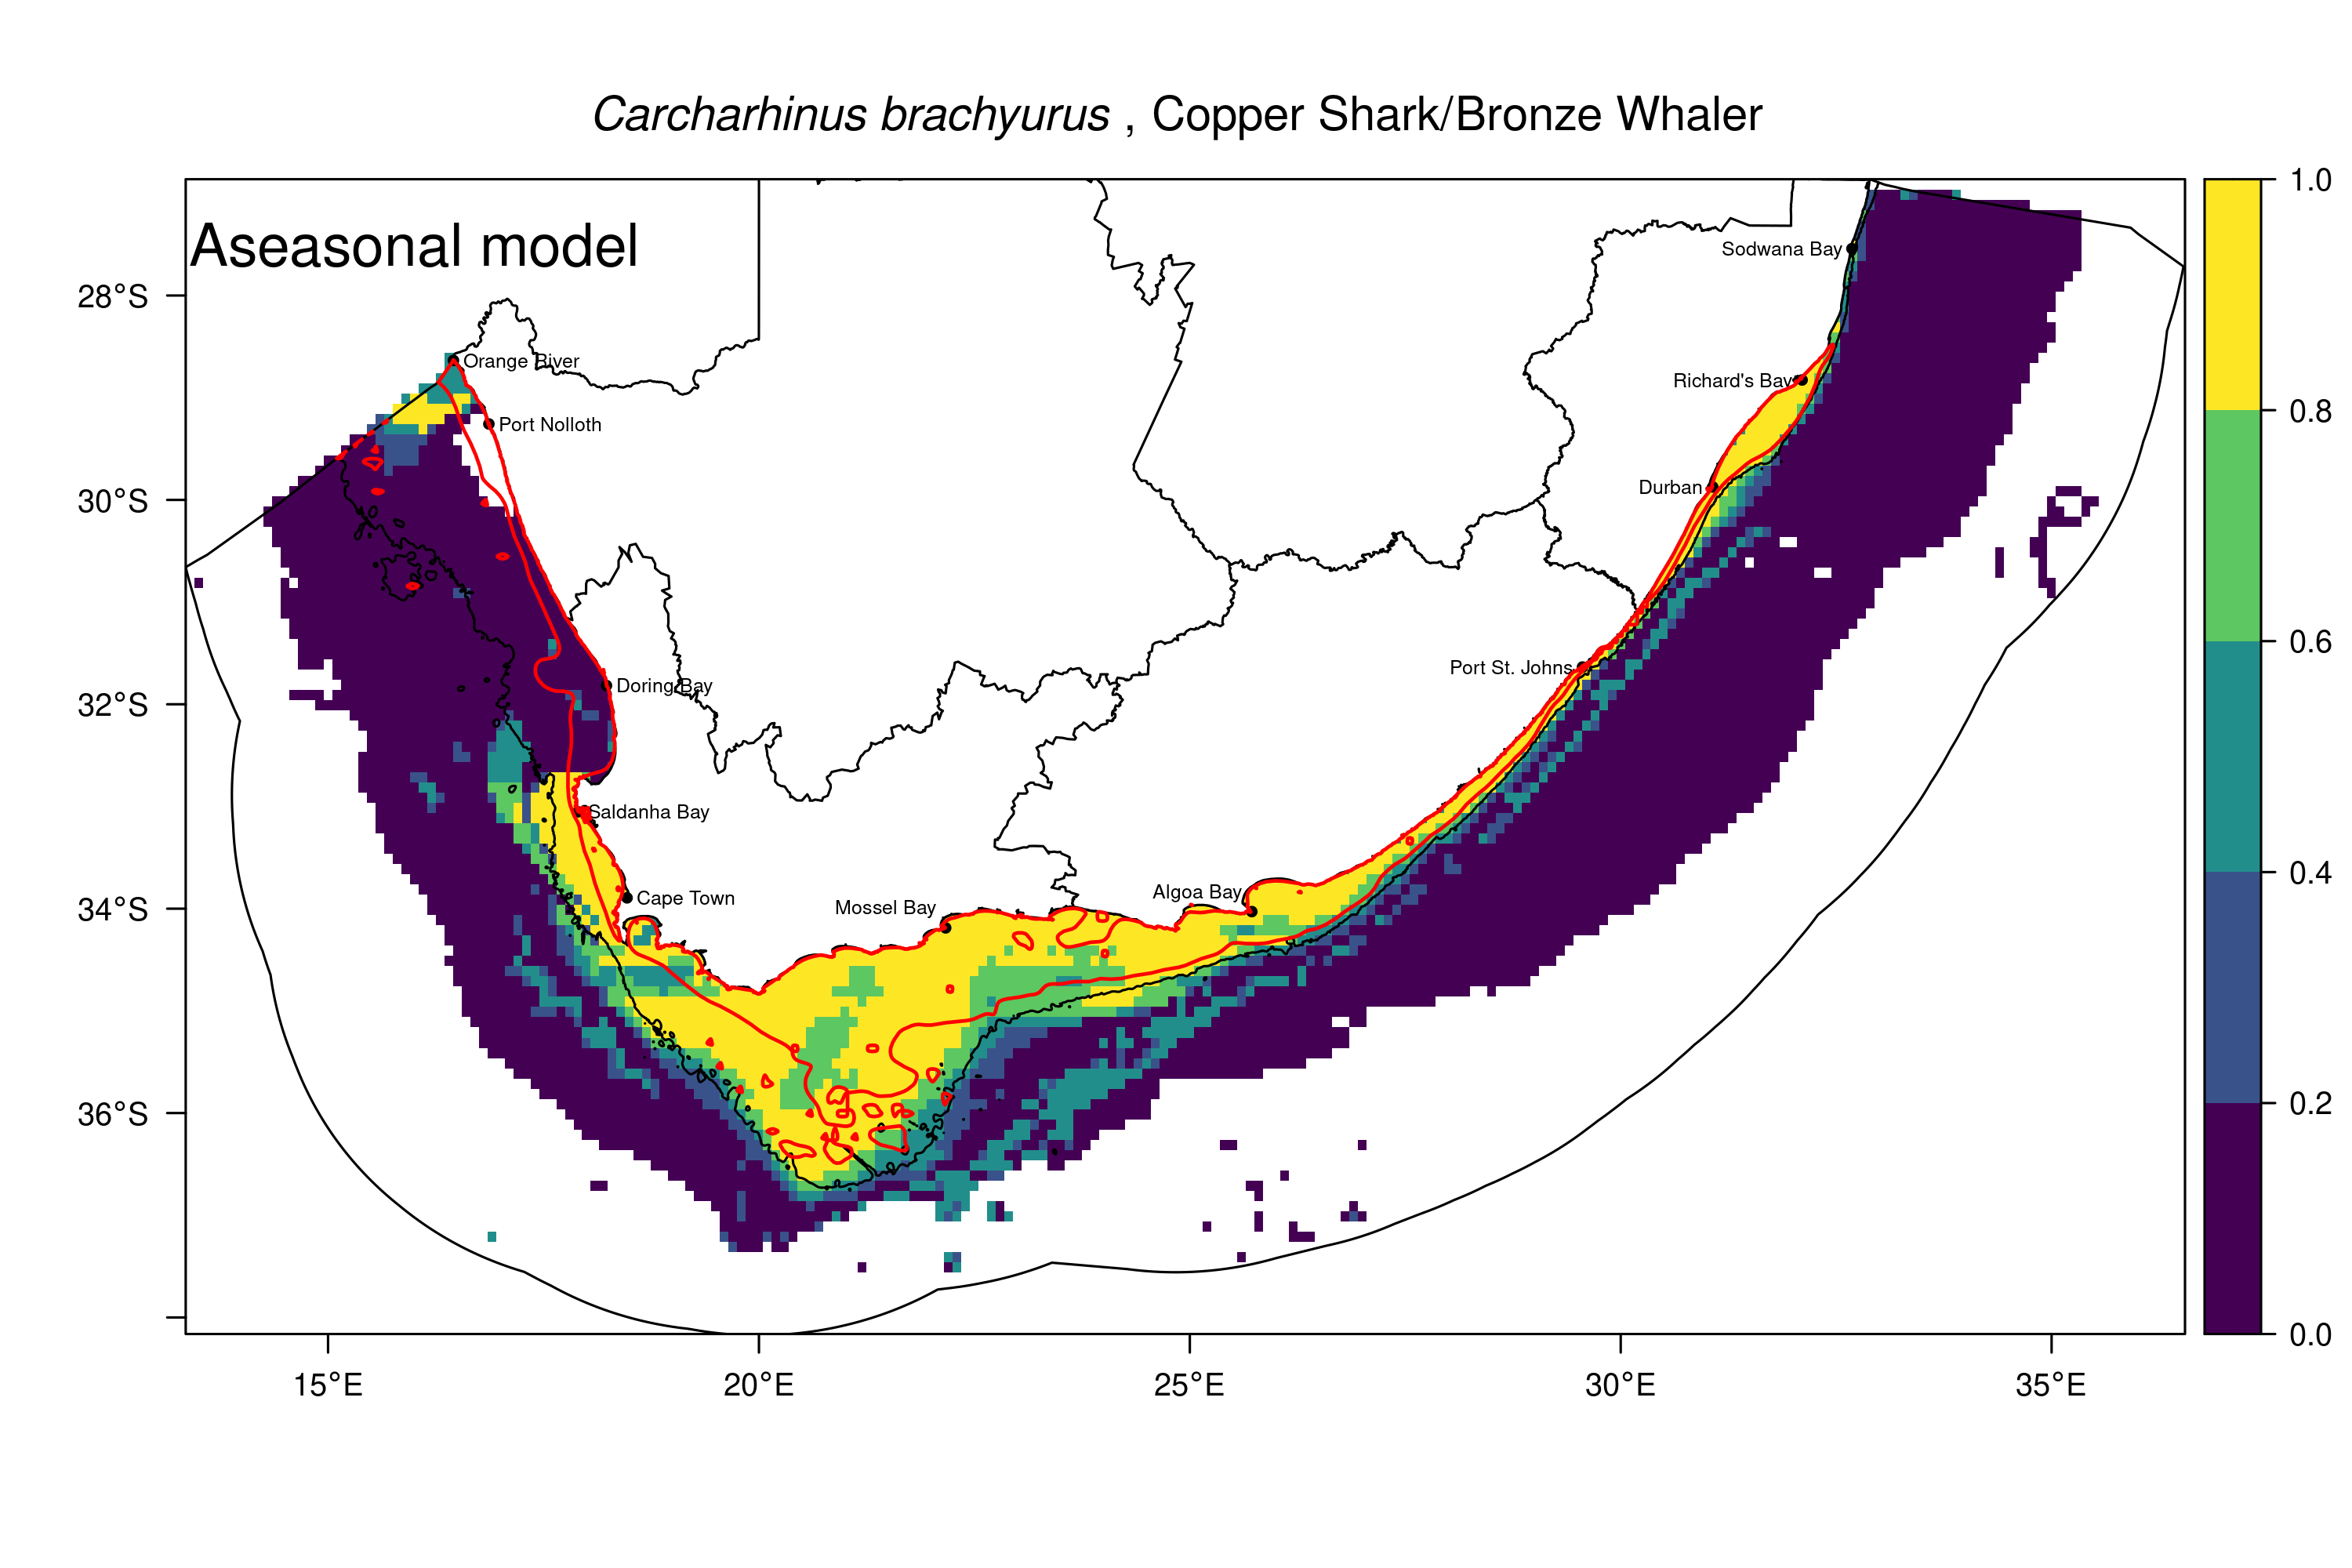 Carcharhinus brachyurus , Copper Shark/Bronze Whaler
Aseasonal model
1.0
0.8
0.6
0.4
0.2
0.0
28°S
30°S
32°S
34°S
36°S
Sodwana Bay
Orange River
Richard's Bay
Port Nolloth
Durban
Port St. Johns
Doring Bay
Saldanha Bay
Algoa Bay
Cape Town
Mossel Bay
15°E
20°E
25°E
30°E
35°E